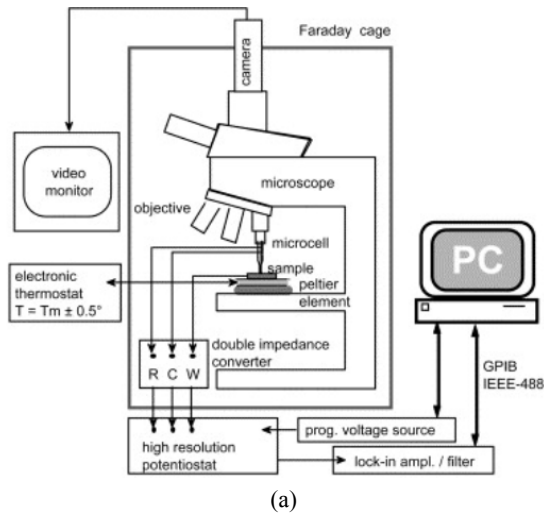 Faraday cage
camera
video
monitor
microscope
objective
microcell
sample
electronic
thermostat
T = Tm ± 0.5°
peltier
element
PC
double impedance
converter
R C W
GPIB
IEEE-488
prog. voltage source
high resolution
potentiostat
lock-in ampl. / filter
(a)